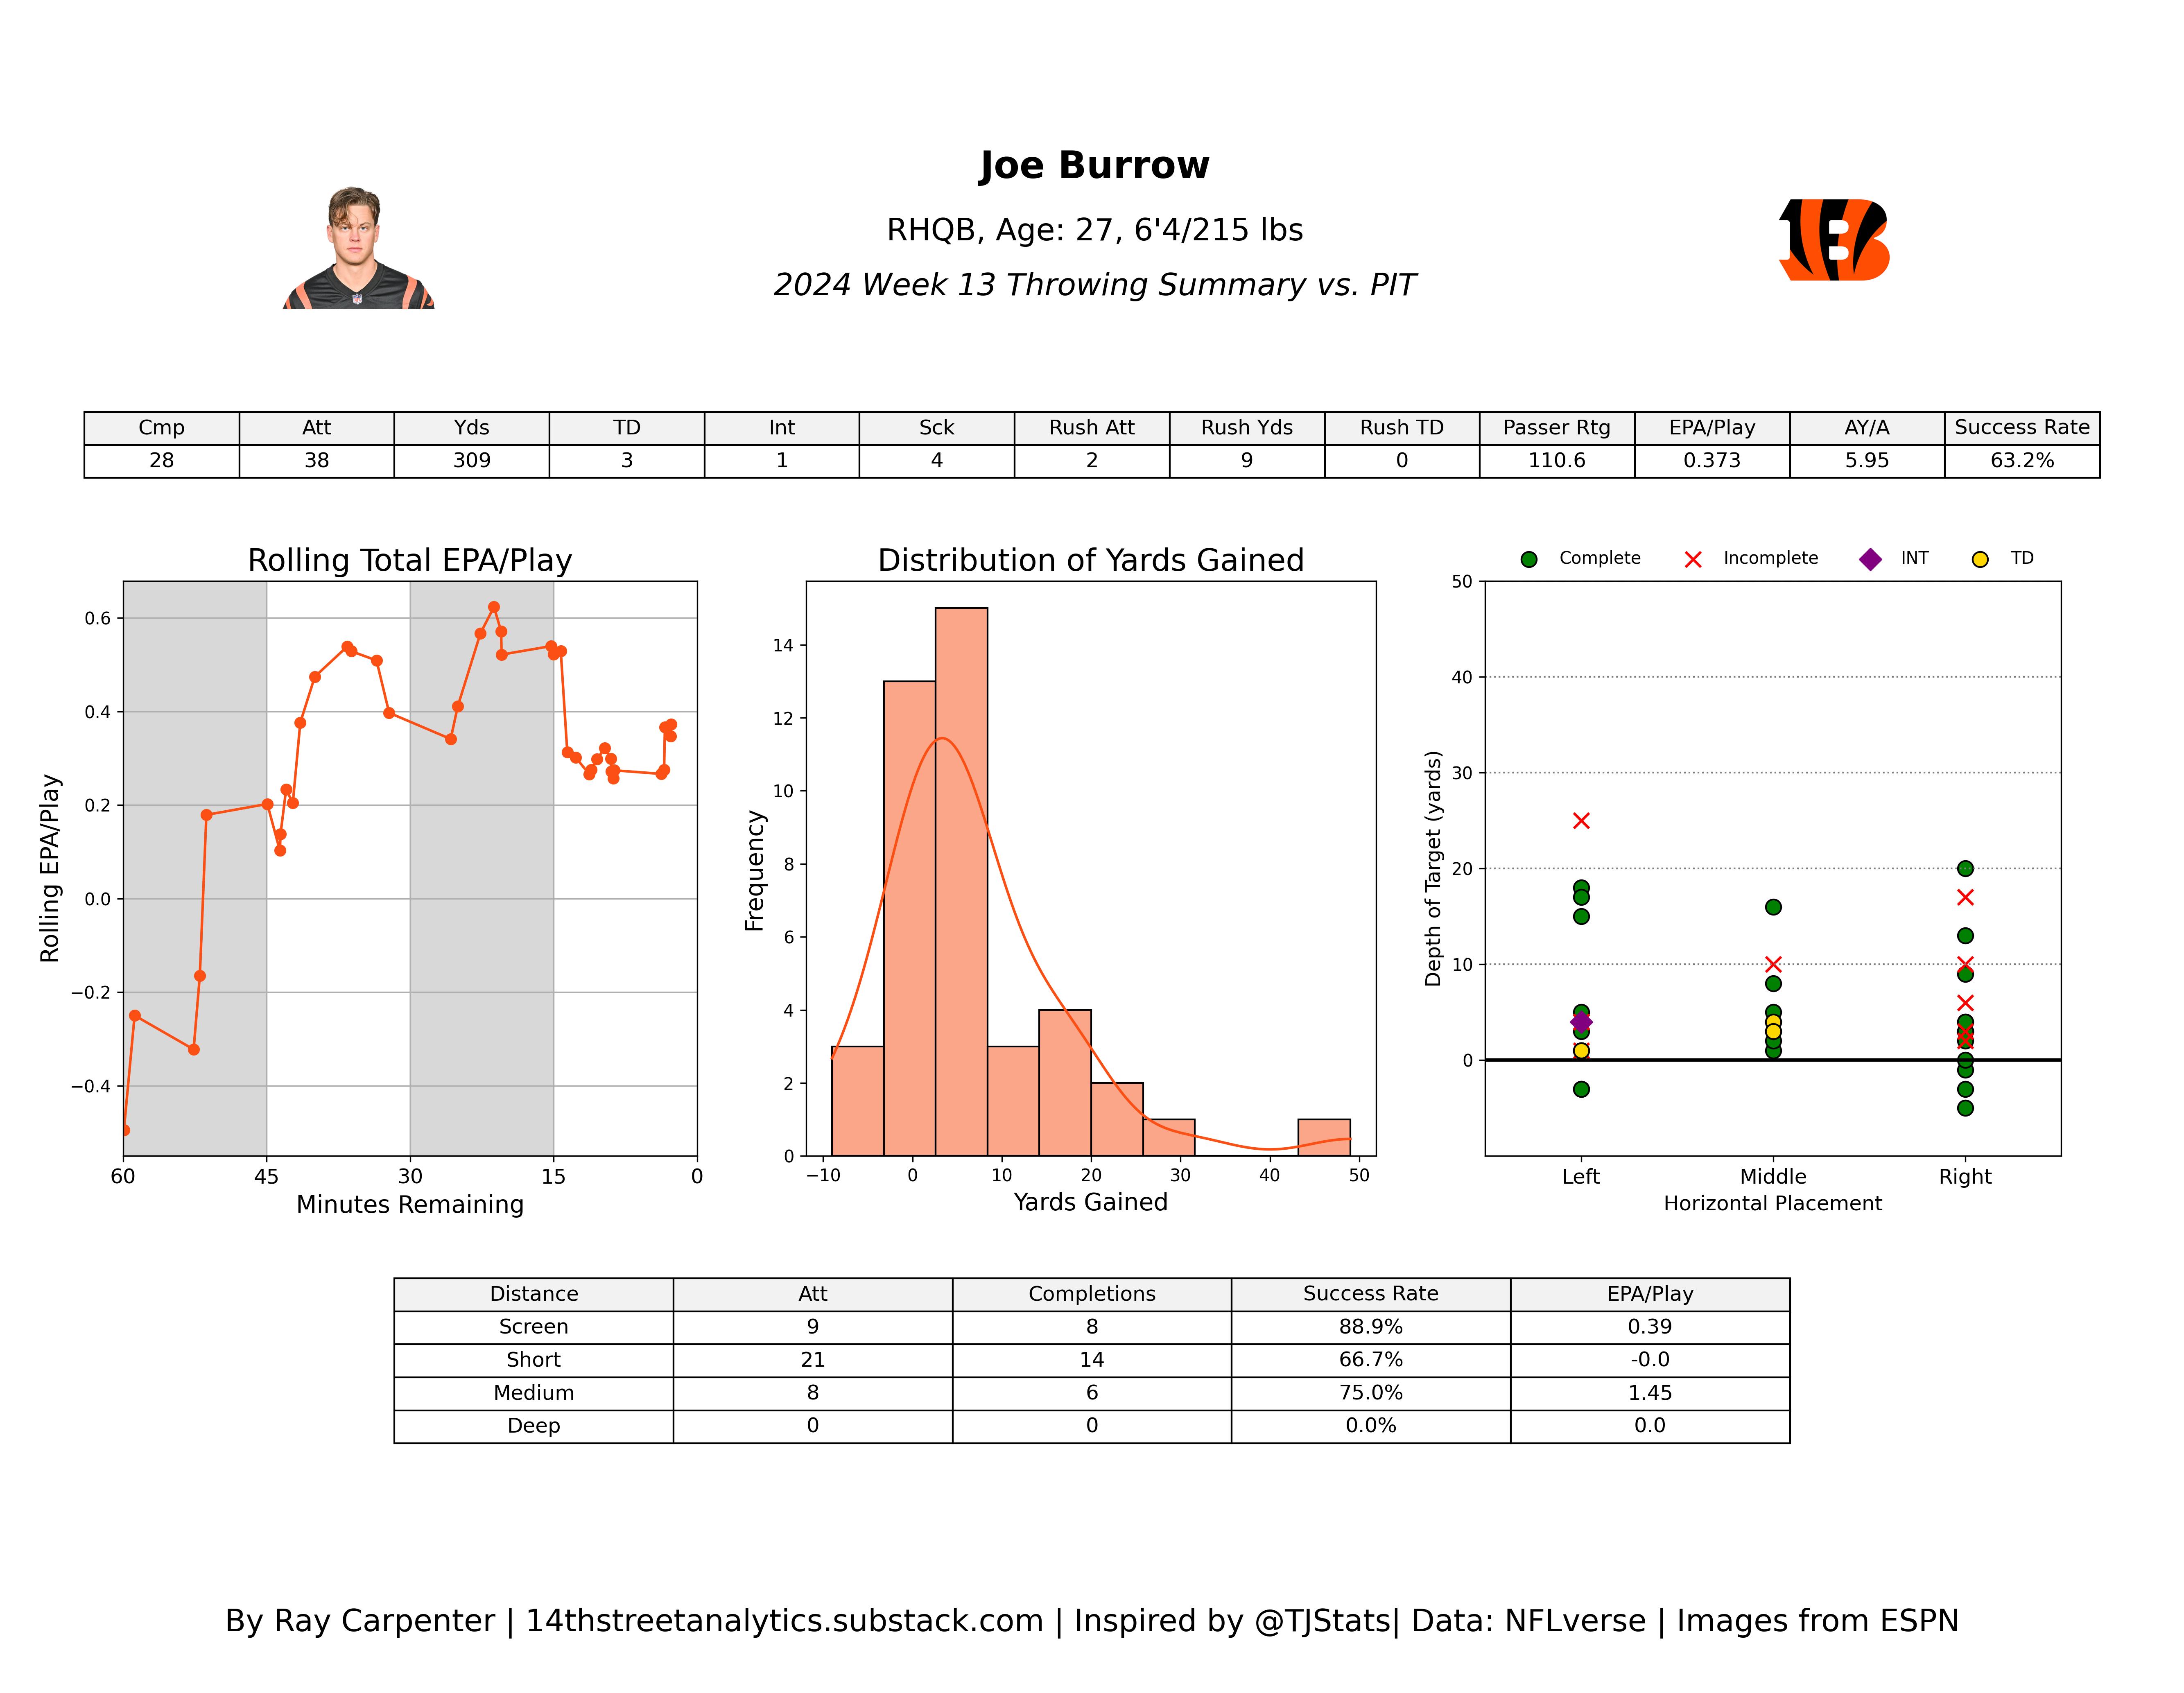 Joe Burrow
RHQB, Age: 27, 6'4/215 lbs
2024 Week 13 Throwing Summary vs. PIT
Cmp Att Yds TD Int Sck Rush Att Rush Yds Rush TD Passer Rtg EPA/Play AY/A Success Rate
28 38 309 3 1 4 2 9 0 110.6 0.373 5.95 63.2%
Rolling Total EPA/Play
0.6
0.4
0.2
0.0
−0.2
−0.4
Rolling EPA/Play
60 45 30 15 0
Minutes Remaining
Distribution of Yards Gained
14
12
10
8
6
4
2
0
Frequency
−10 0 10 20 30 40 50
Yards Gained
Complete Incomplete INT TD
50
40
30
20
10
0
Depth of Target (yards)
Left Middle Right
Horizontal Placement
Distance Att Completions Success Rate EPA/Play
Screen 9 8 88.9% 0.39
Short 21 14 66.7% -0.0
Medium 8 6 75.0% 1.45
Deep 0 0 0.0% 0.0
By Ray Carpenter | 14thstreetanalytics.substack.com | Inspired by @TJStats| Data: NFLverse | Images from ESPN